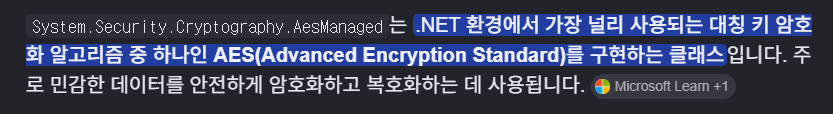 System.Security.Cryptography.AesManaged 는 .NET 환경에서 가장 널리 사용되는 대칭 키 암호
화 알고리즘 중 하나인 AES(Advanced Encryption Standard)를 구현하는 클래스입니다. 주
로 민감한 데이터를 안전하게 암호화하고 복호화하는 데 사용됩니다. Microsoft Learn +1